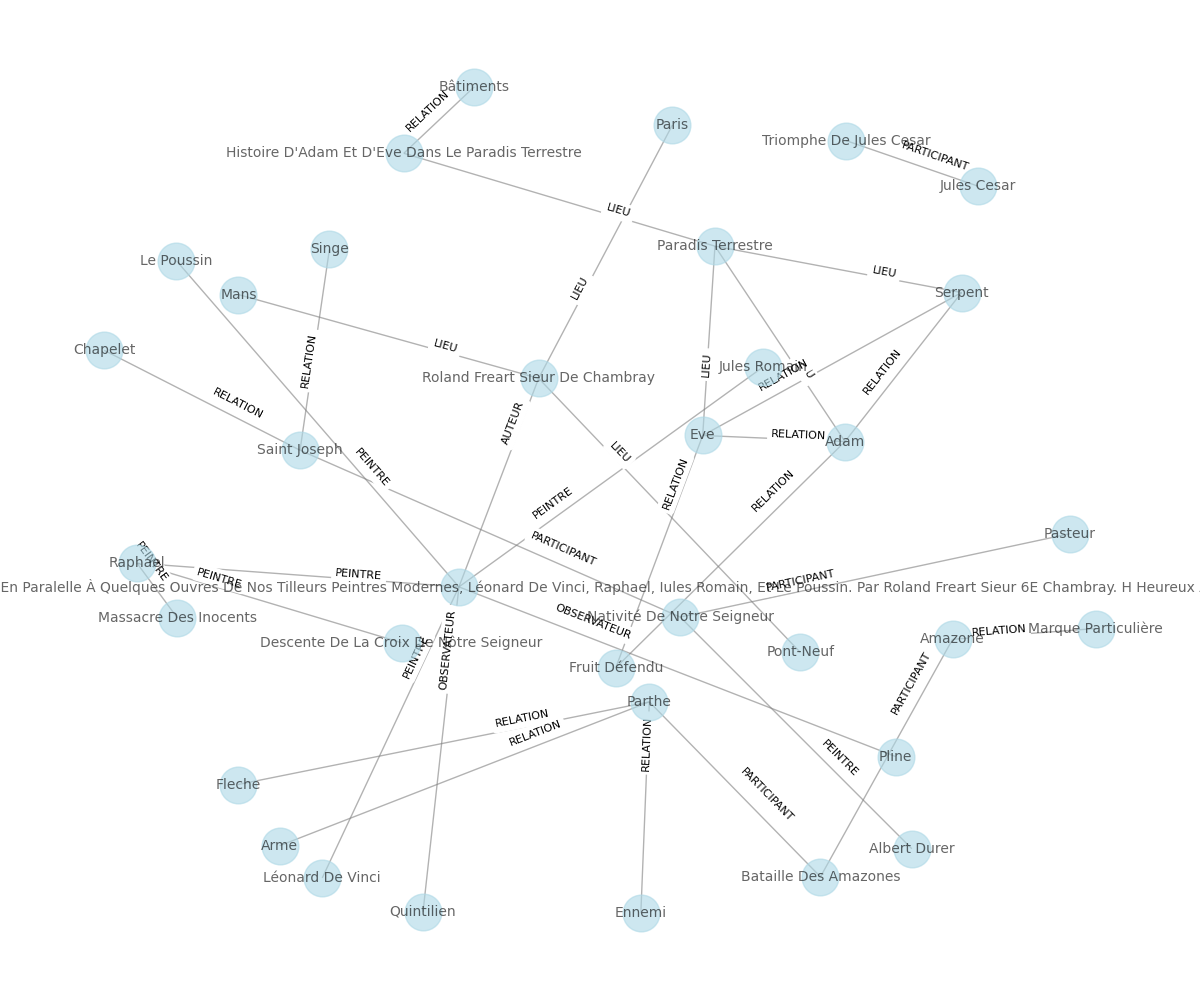 Bâtiments
RELATION
Paris
Histoire D'Adam Et D'Eve Dans Le Paradis Terrestre
Triomphe De Jules Cesar
PARTICIPANT
Jules Cesar
LIEU
Singe
Paradis Terrestre
Le Poussin
LIEU
Mans
LIEU
Serpent
LIEU
Chapelet
RELATION
LIEU
Jules Romain
RELATION
RELATION
Roland Freart Sieur De Chambray
RELATION
AUTEUR
Eve
RELATION
Adam
Saint Joseph
LIEU
PEINTRE
RELATION
RELATION
PEINTRE
Pasteur
PARTICIPANT
Raphael
PEINTRE
PEINTRE
PEINTRE
PARTICIPANT
En Paralelle À Quelques Ouvres De Nos Tilleurs Peintres Modernes, Léonard De Vinci, Raphael, Iules Romain, Et Le Poussin. Par Roland Freart Sieur 6E Chambray. H Heureux
Massacre Des Inocents
OBSERVATEUR
Nativité De Notre Seigneur
Marque Particulière
RELATION
Amazone
Descente De La Croix De Nôtre Seigneur
OBSERVATEUR
PEINTRE
Pont-Neuf
Fruit Défendu
PARTICIPANT
Parthe
RELATION
RELATION
RELATION
Pline
PEINTRE
Fleche
PARTICIPANT
Arme
Albert Durer
Léonard De Vinci
Bataille Des Amazones
Quintilien
Ennemi